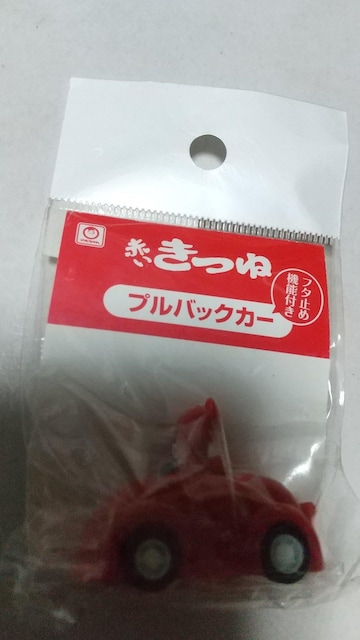 赤い
きつね
プルバックカー
フタ止め
機能付き